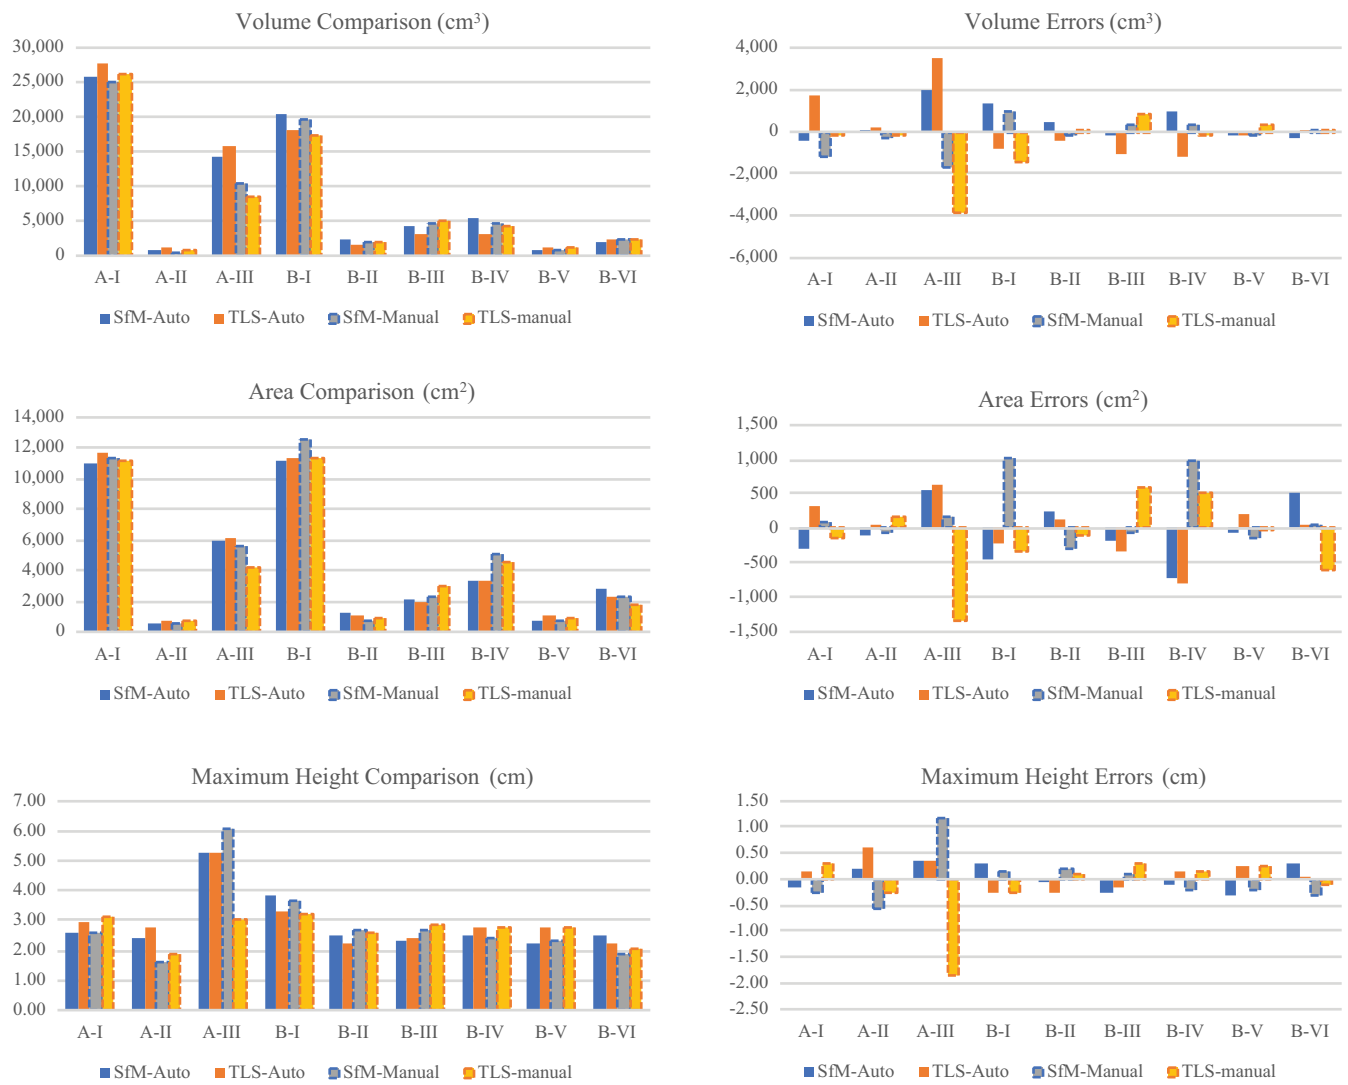 Volume Comparison (cm³)
30,000
25,000
20,000
15,000
10,000
5,000
0
A-I A-II A-III B-I B-II B-III B-IV B-V B-VI
SfM-Auto TLS-Auto SfM-Manual TLS-manual
Volume Errors (cm³)
4,000
2,000
0
-2,000
-4,000
-6,000
A-I A-II A-III B-I B-II B-III B-IV B-V B-VI
SfM-Auto TLS-Auto SfM-Manual TLS-manual
Area Comparison (cm²)
14,000
12,000
10,000
8,000
6,000
4,000
2,000
0
A-I A-II A-III B-I B-II B-III B-IV B-V B-VI
SfM-Auto TLS-Auto SfM-Manual TLS-manual
Area Errors (cm²)
1,500
1,000
500
0
-500
-1,000
-1,500
A-I A-II A-III B-I B-II B-III B-IV B-V B-VI
SfM-Auto TLS-Auto SfM-Manual TLS-manual
Maximum Height Comparison (cm)
7.00
6.00
5.00
4.00
3.00
2.00
1.00
0.00
A-I A-II A-III B-I B-II B-III B-IV B-V B-VI
SfM-Auto TLS-Auto SfM-Manual TLS-manual
Maximum Height Errors (cm)
1.50
1.00
0.50
0.00
-0.50
-1.00
-1.50
-2.00
-2.50
A-I A-II A-III B-I B-II B-III B-IV B-V B-VI
SfM-Auto TLS-Auto SfM-Manual TLS-manual